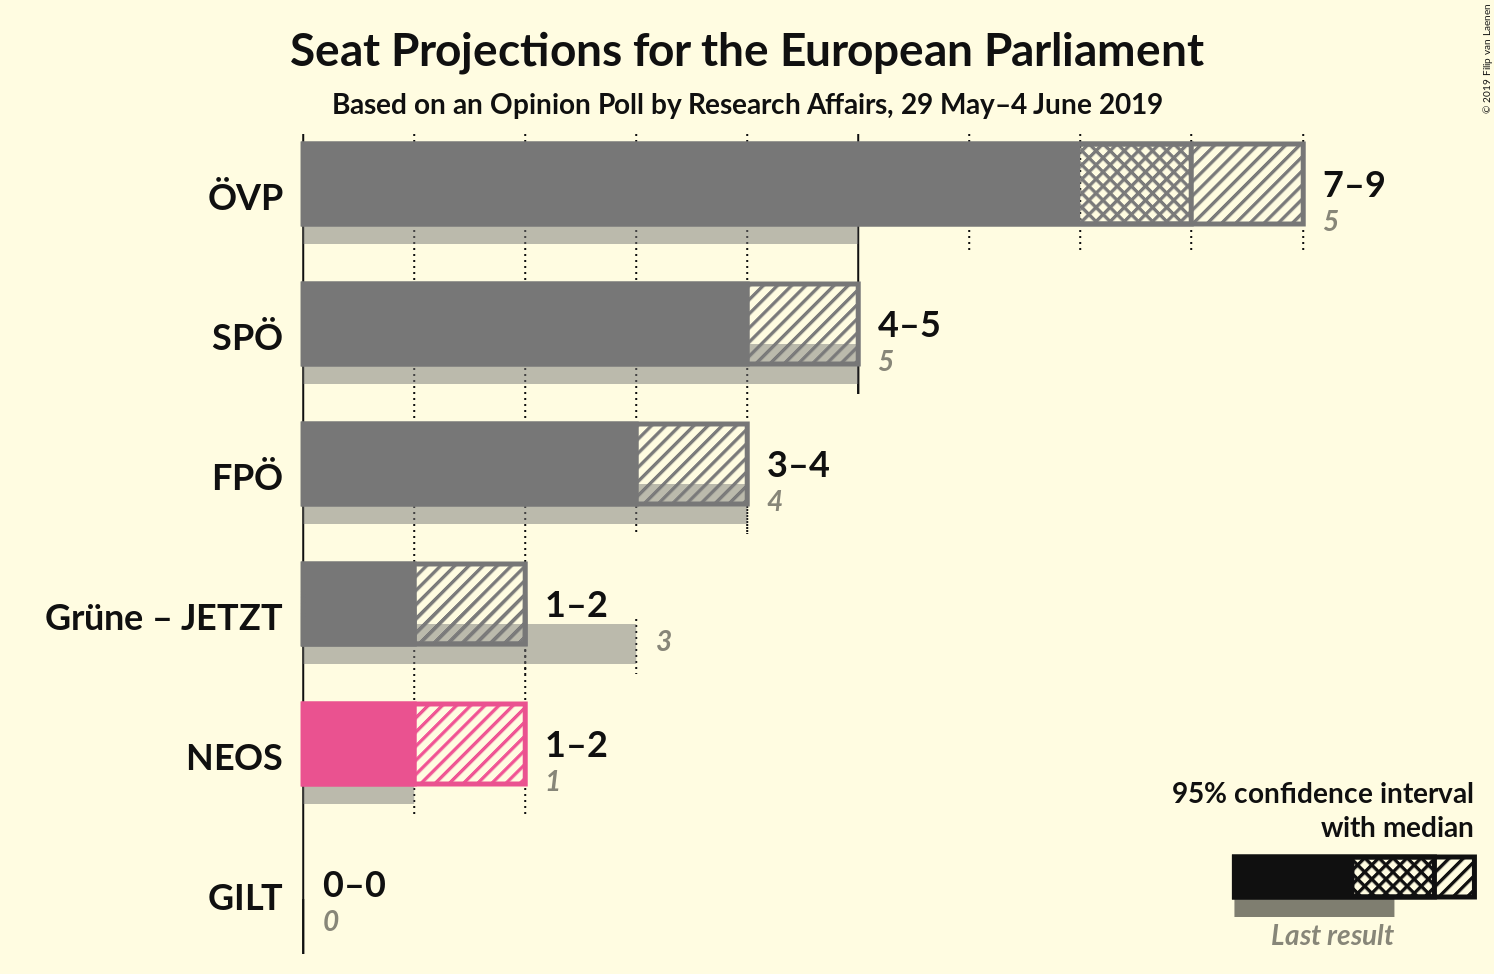 Seat Projections for the European Parliament
Based on an Opinion Poll by Research Affairs, 29 May–4 June 2019
© 2019 Filip van Laenen
ÖVP
7–9
5
SPÖ
4–5
5
FPÖ
3–4
4
Grüne – JETZT
1–2
3
NEOS
1–2
1
GILT
0–0
0
95% confidence interval
with median
Last result